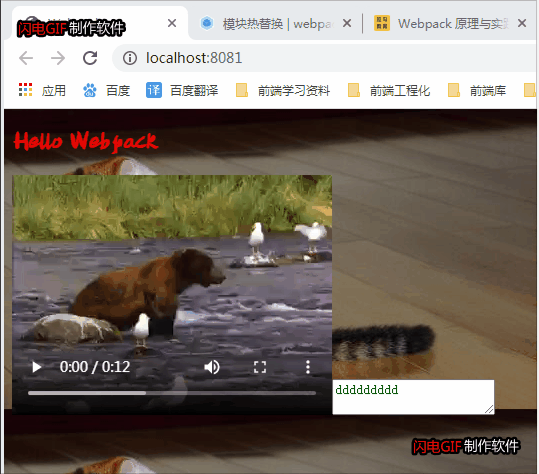 闪电GIF 制作软件
模块热替换 | webpac
Webpack 原理与实
localhost:8081
应用 百度 百度翻译 前端学习资料 前端工程化 前端库
Hello Webpack
0:00 / 0:12
ddddddddd
闪电GIF 制作软件